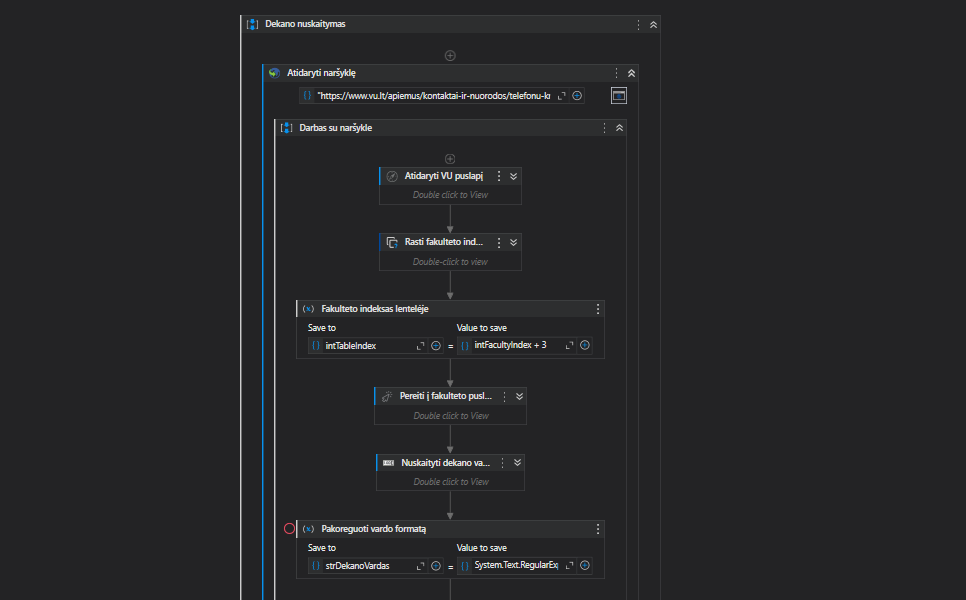 Dekano nuskaitymas
Atidaryti naršyklę
"https://www.vu.lt/apiemus/kontaktai-ir-nuorodos/telefonu-kr
Darbas su naršykle
Atidaryti VU puslapį
Double click to View
Rasti fakulteto ind...
Double-click to view
Fakulteto indeksas lentelėje
Save to
Value to save
intTableIndex
=
intFacultyIndex + 3
Pereiti į fakulteto pusl...
Double click to View
Nuskaityti dekano va...
Double click to View
Pakoreguoti vardo formatą
Save to
Value to save
strDekanoVardas
=
System.Text.RegularExp